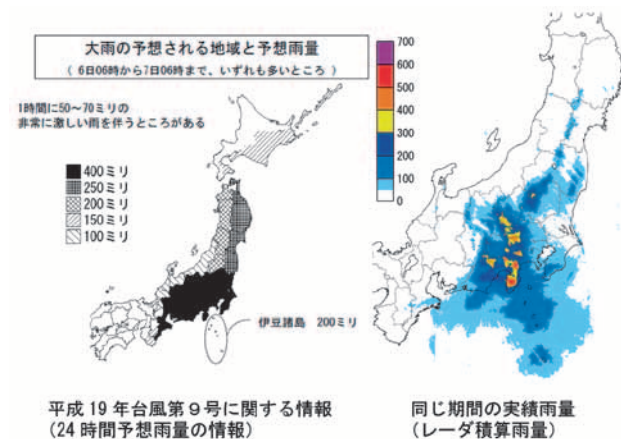 大雨の予想される地域と予想雨量
( 6日06時から7日06時まで、いずれも多いところ )
1時間に50〜70ミリの
非常に激しい雨を伴うところがある
400ミリ
250ミリ
200ミリ
150ミリ
100ミリ
伊豆諸島 200ミリ
平成 19 年台風第9号に関する情報
(24 時間予想雨量の情報)
700
600
500
400
300
200
100
0
同じ期間の実績雨量
(レーダ積算雨量)